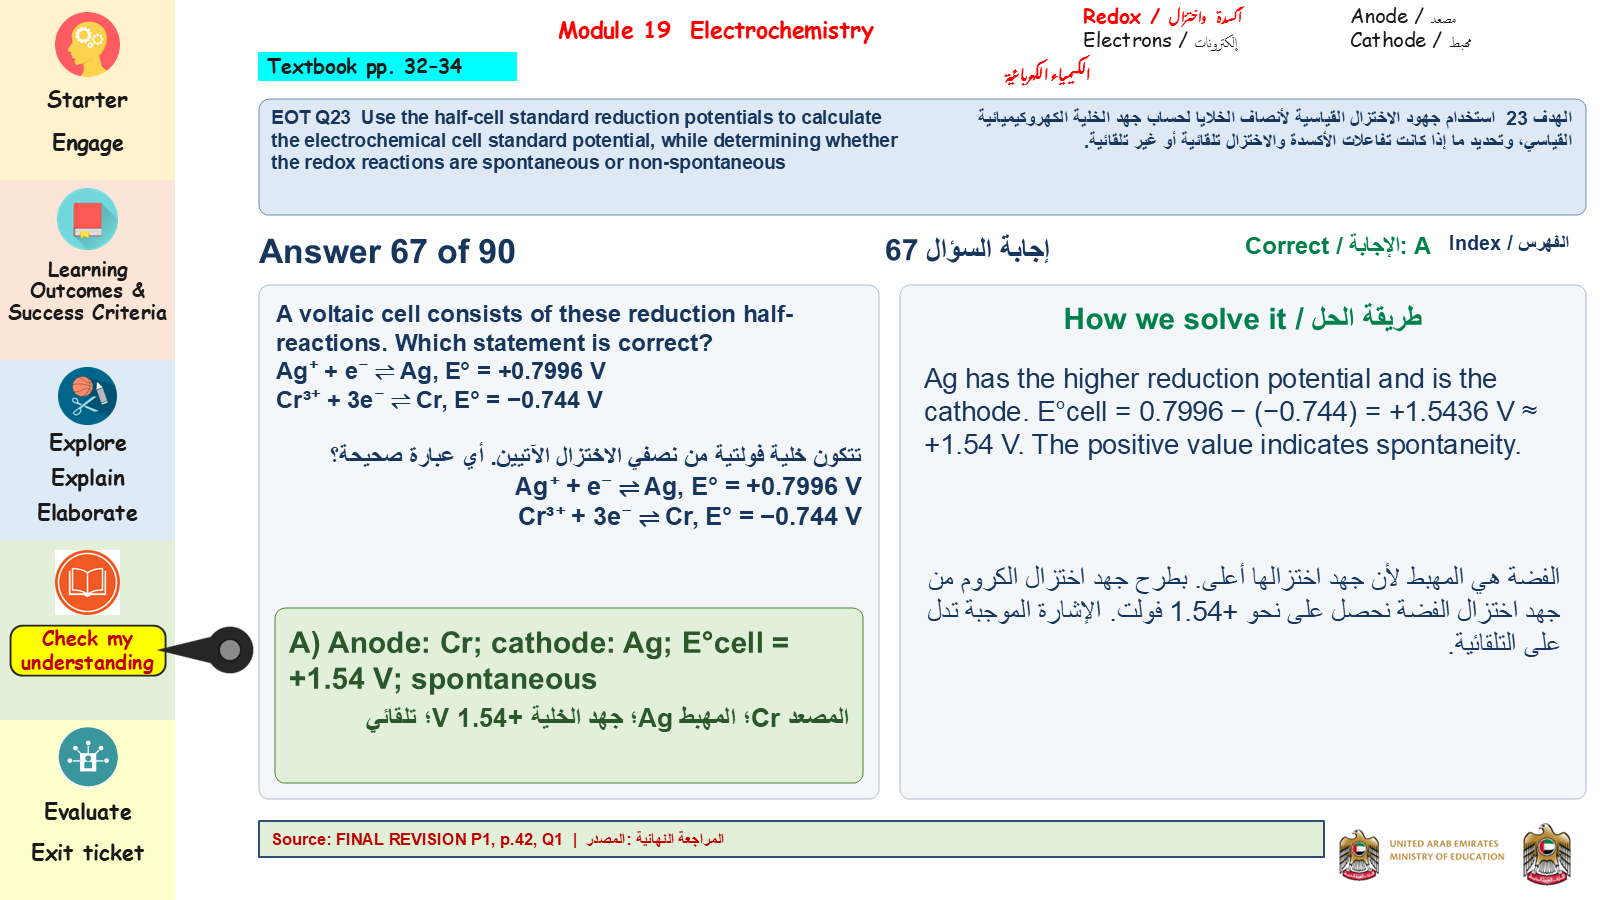 Starter
Engage
Learning
Outcomes &
Success Criteria
Explore
Explain
Elaborate
Check my
understanding
Evaluate
Exit ticket
Module 19 Electrochemistry
Redox / أكسدة واختزال
Electrons / إلكترونات
Anode / مصعد
Cathode / مهبط
الكيمياء الكهربائية
Textbook pp. 32-34
EOT Q23 Use the half-cell standard reduction potentials to calculate
the electrochemical cell standard potential, while determining whether
the redox reactions are spontaneous or non-spontaneous
الهدف 23 استخدام جهود الاختزال القياسية لأنصاف الخلايا لحساب جهد الخلية الكهروكيميائية
القياسي، وتحديد ما إذا كانت تفاعلات الأكسدة والاختزال تلقائية أو غير تلقائية.
Answer 67 of 90
إجابة السؤال 67
Correct / الإجابة: A
Index / الفهرس
A voltaic cell consists of these reduction half-
reactions. Which statement is correct?
Ag⁺ + e⁻ ⇌ Ag, E° = +0.7996 V
Cr³⁺ + 3e⁻ ⇌ Cr, E° = −0.744 V
تتكون خلية فولتية من نصفي الاختزال الآتيين. أي عبارة صحيحة؟
Ag⁺ + e⁻ ⇌ Ag, E° = +0.7996 V
Cr³⁺ + 3e⁻ ⇌ Cr, E° = −0.744 V
A) Anode: Cr; cathode: Ag; E°cell =
+1.54 V; spontaneous
المصعد Cr؛ المهبط Ag؛ جهد الخلية +1.54 V؛ تلقائي
How we solve it / طريقة الحل
Ag has the higher reduction potential and is the
cathode. E°cell = 0.7996 − (−0.744) = +1.5436 V ≈
+1.54 V. The positive value indicates spontaneity.
الفضة هي المهبط لأن جهد اختزالها أعلى. بطرح جهد اختزال الكروم من
جهد اختزال الفضة نحصل على نحو +1.54 فولت. الإشارة الموجبة تدل
على التلقائية.
Source: FINAL REVISION P1, p.42, Q1 | المراجعة النهائية :المصدر
UNITED ARAB EMIRATES
MINISTRY OF EDUCATION